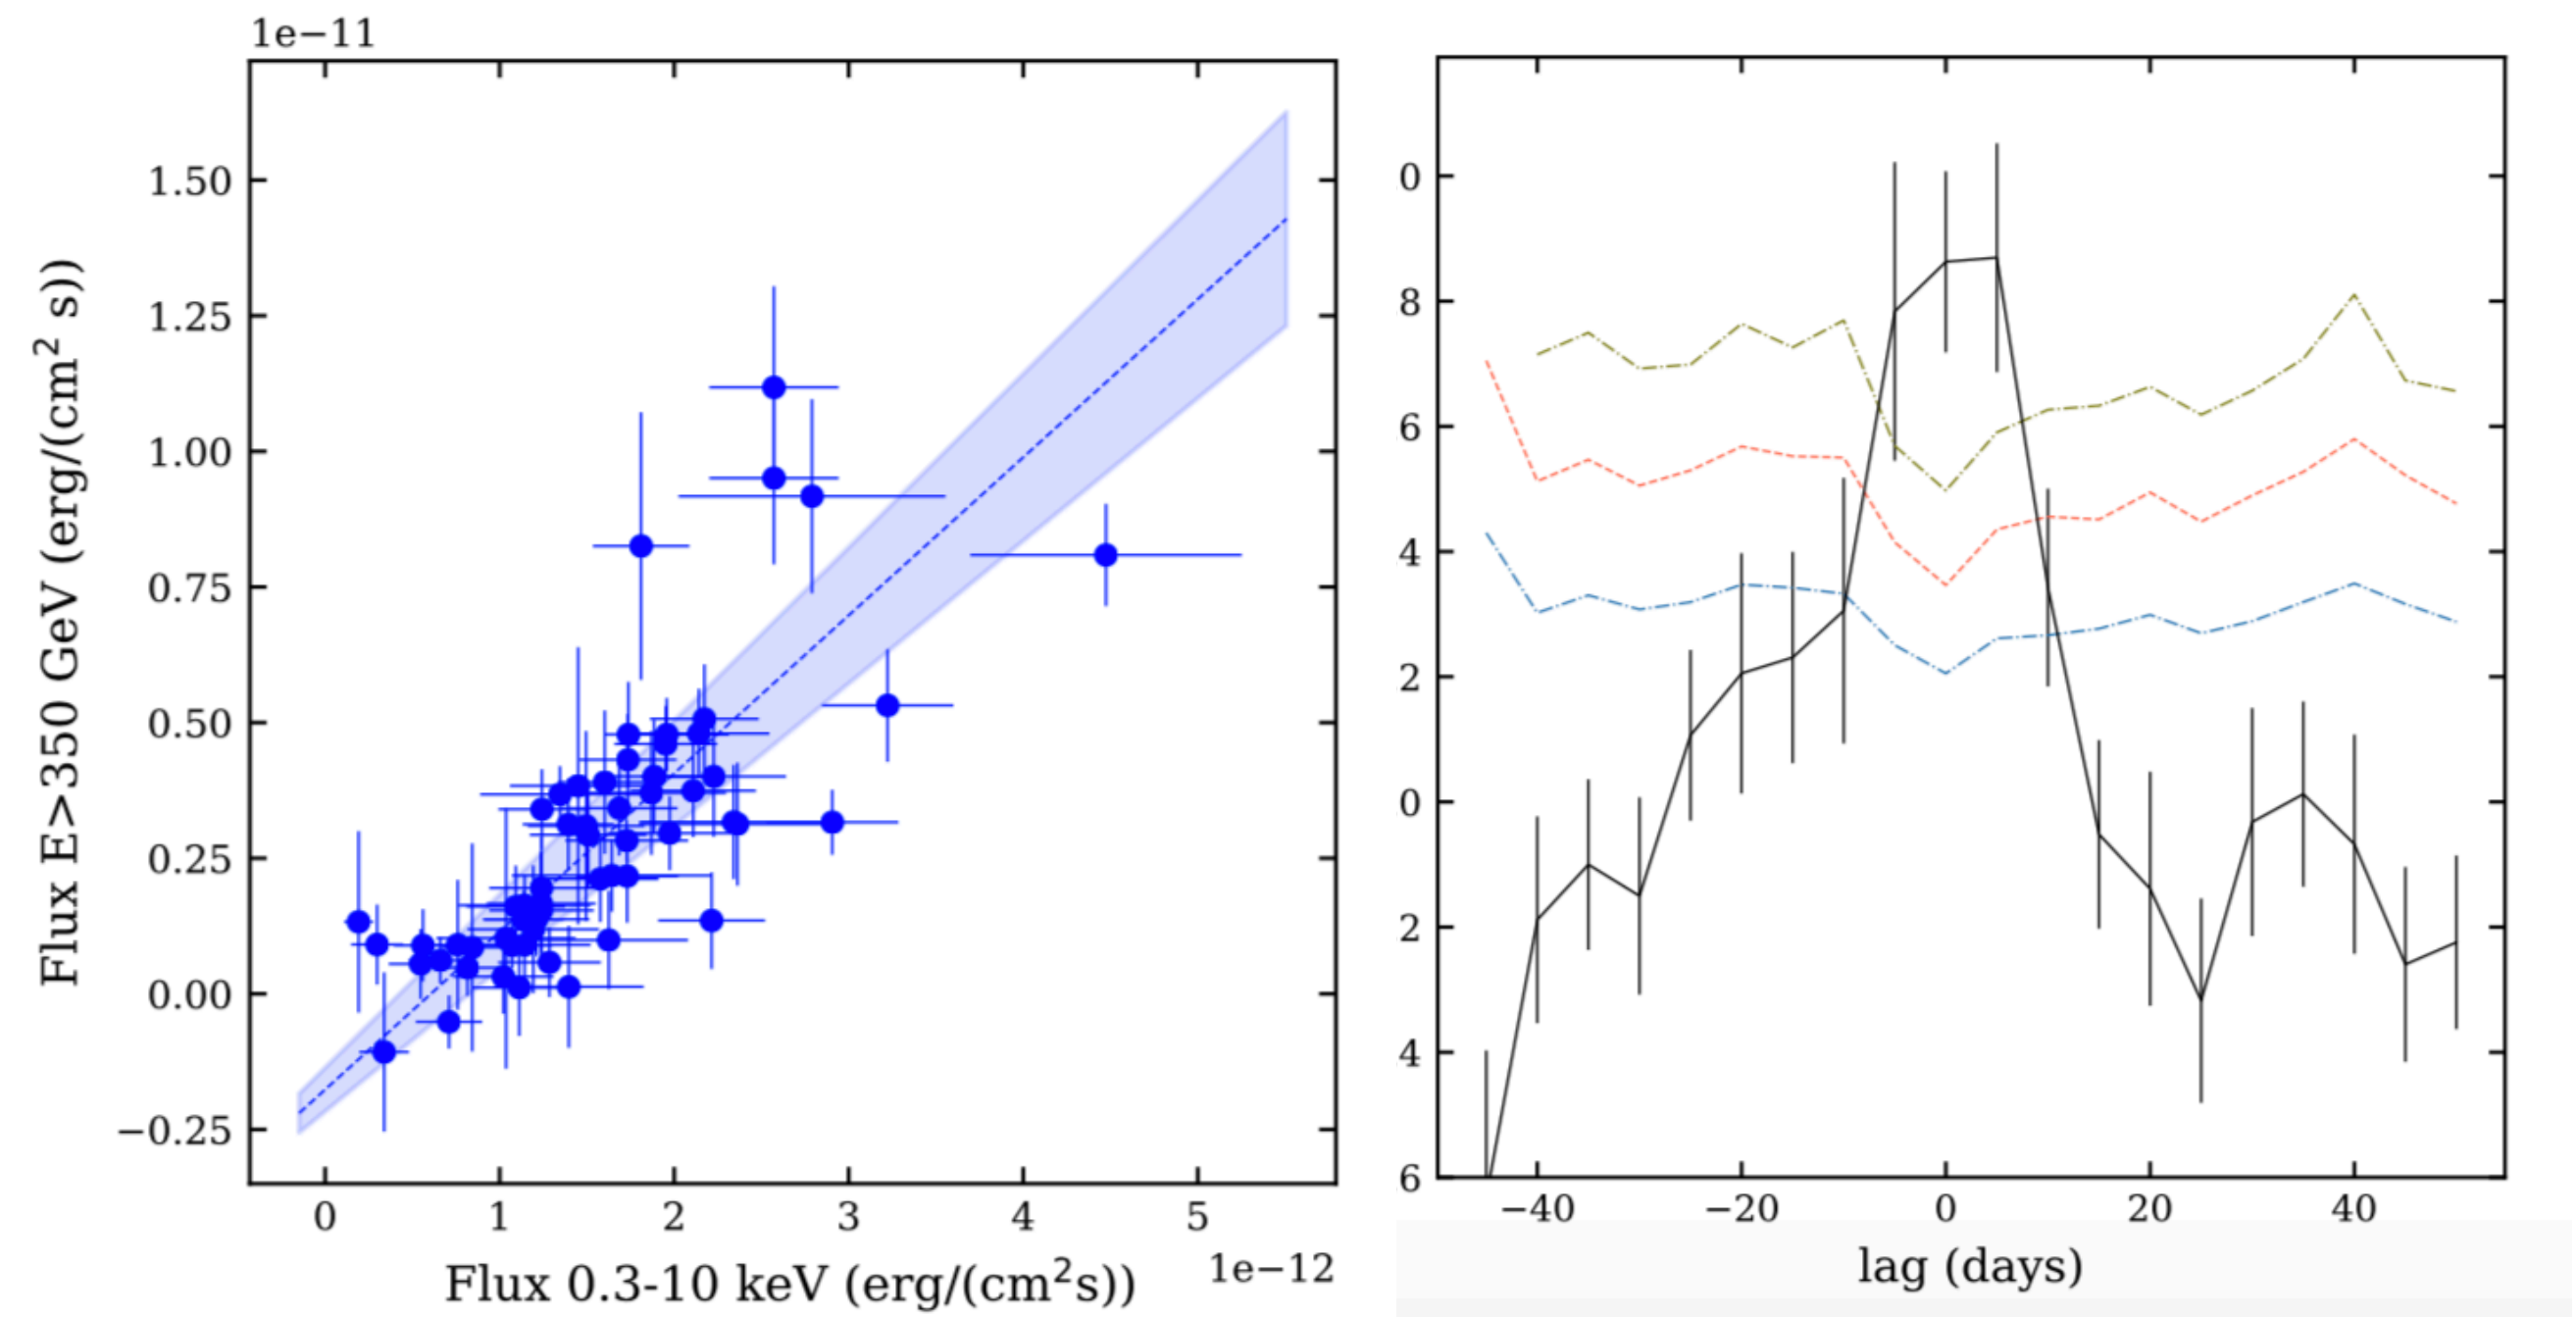 1e−11
1.50
1.25
1.00
0.75
0.50
0.25
0.00
−0.25
Flux E>350 GeV (erg/(cm² s))
0 1 2 3 4 5
1e−12
Flux 0.3-10 keV (erg/(cm²s))
0
8
6
4
2
0
2
4
6
−40 −20 0 20 40
lag (days)